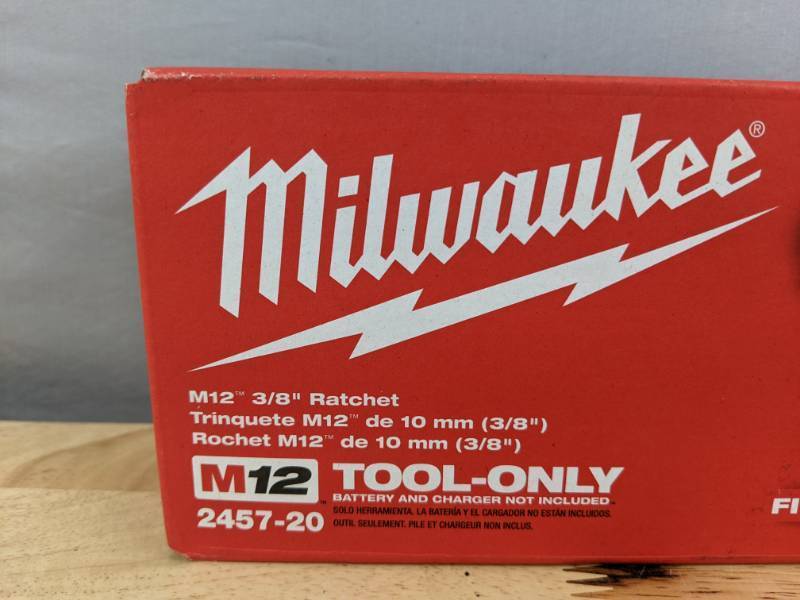 Milwaukee®
M12™ 3/8" Ratchet
Trinquete M12™ de 10 mm (3/8")
Rochet M12™ de 10 mm (3/8")
M12™ TOOL-ONLY
BATTERY AND CHARGER NOT INCLUDED
2457-20
SOLO HERRAMIENTA. LA BATERÍA Y EL CARGADOR NO ESTÁN INCLUIDOS.
OUTIL SEULEMENT. PILE ET CHARGEUR NON INCLUS.
FI